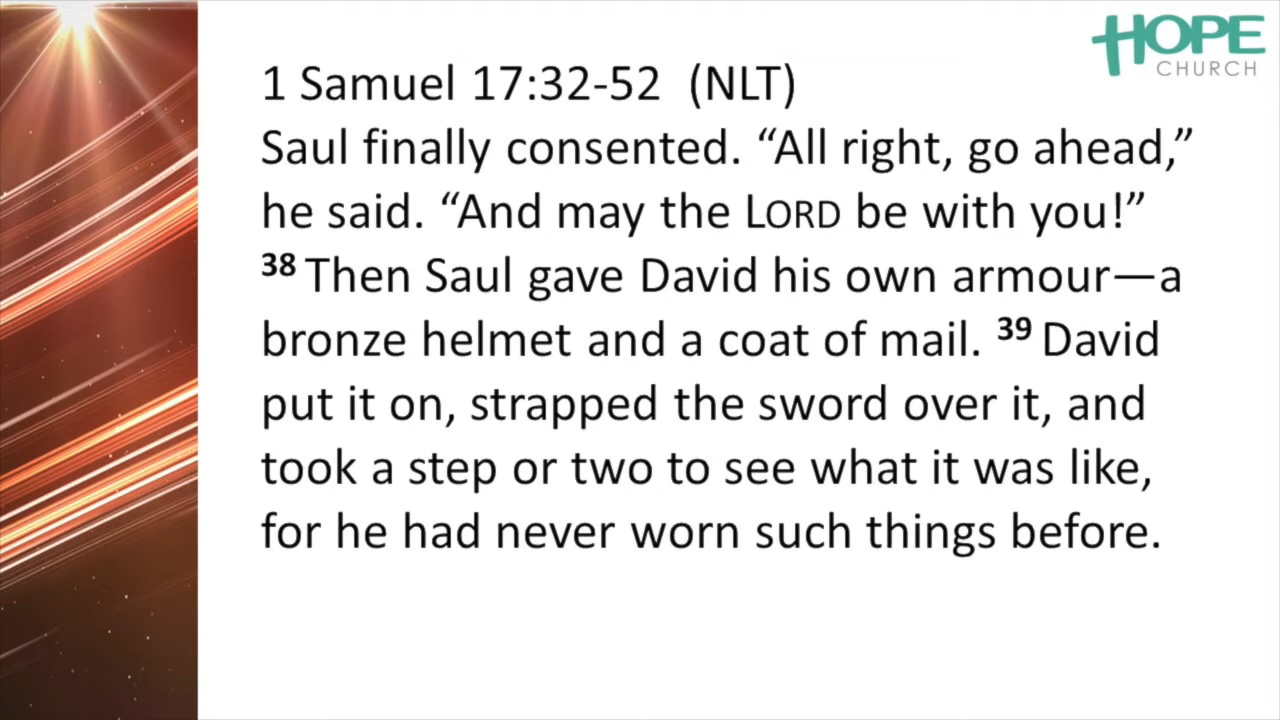 HOPE
CHURCH
1 Samuel 17:32-52 (NLT)
Saul finally consented. “All right, go ahead,”
he said. “And may the LORD be with you!”
38 Then Saul gave David his own armour—a
bronze helmet and a coat of mail. 39 David
put it on, strapped the sword over it, and
took a step or two to see what it was like,
for he had never worn such things before.